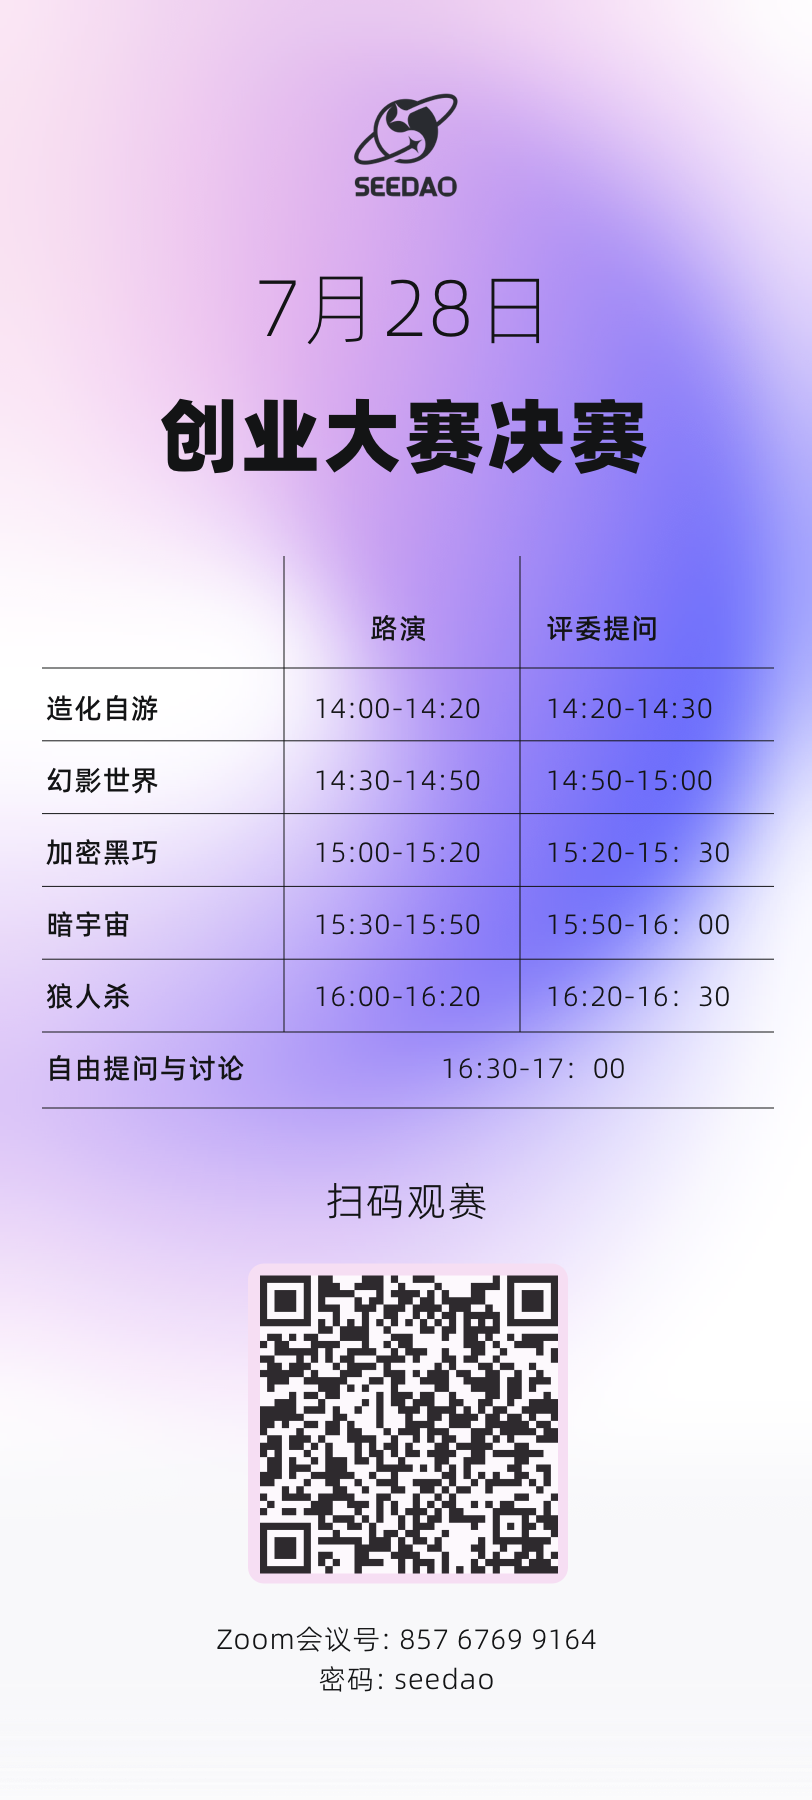 SEEDAO
7月28日
创业大赛决赛
路演 评委提问
造化自游 14:00-14:20 14:20-14:30
幻影世界 14:30-14:50 14:50-15:00
加密黑巧 15:00-15:20 15:20-15：30
暗宇宙 15:30-15:50 15:50-16：00
狼人杀 16:00-16:20 16:20-16：30
自由提问与讨论 16:30-17：00
扫码观赛
Zoom会议号: 857 6769 9164
密码: seedao